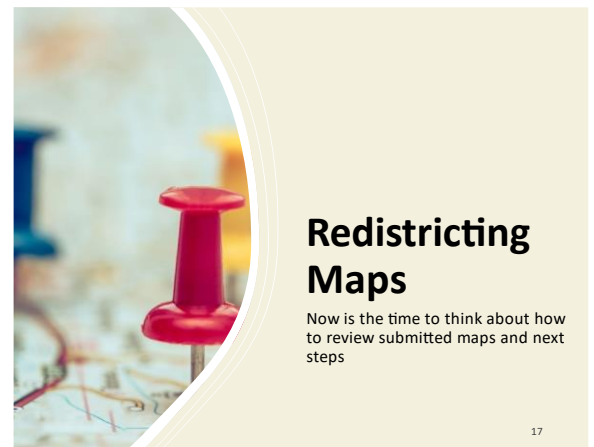 Redistricting
Maps
Now is the time to think about how
to review submitted maps and next
steps
17